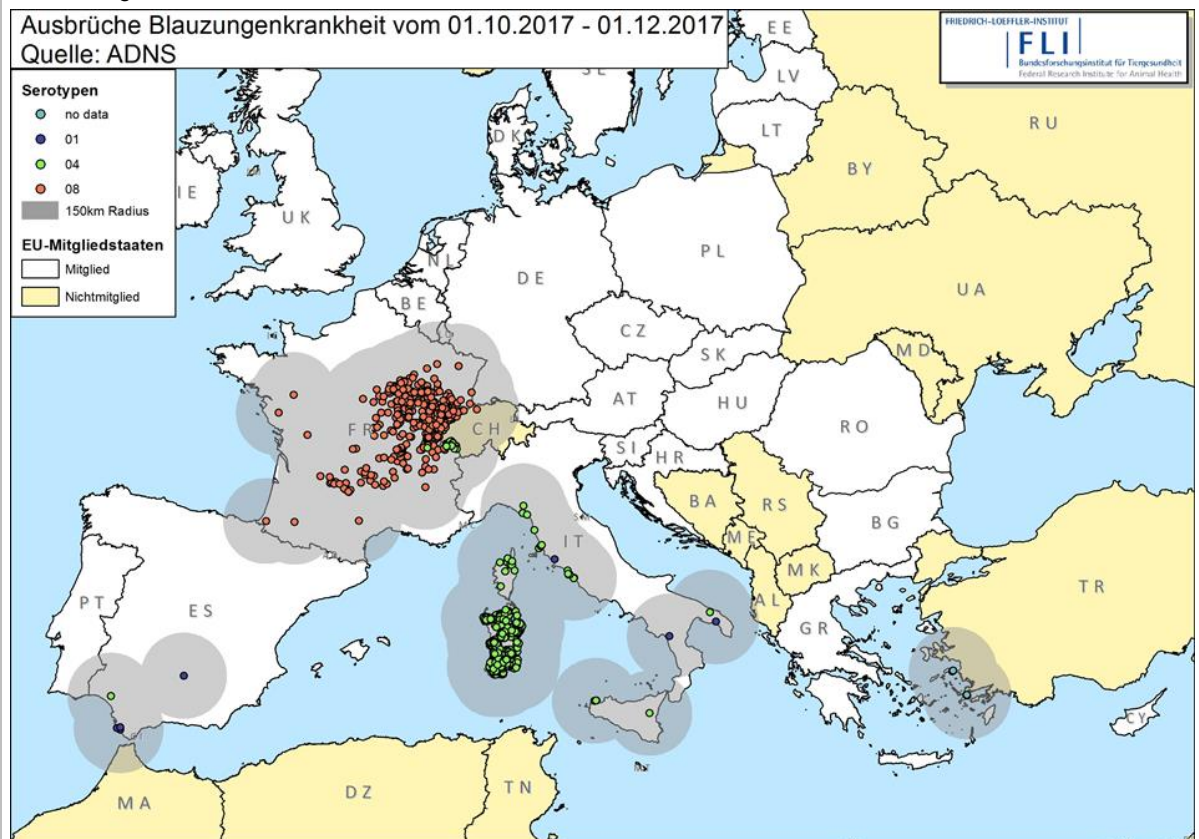 Ausbrüche Blauzungenkrankheit vom 01.10.2017 - 01.12.2017
Quelle: ADNS
FRIEDRICH-LOEFFLER-INSTITUT
FLI
Bundesforschungsinstitut für Tiergesundheit
Federal Research Institute for Animal Health
Serotypen
no data
01
04
08
150km Radius
EU-Mitgliedstaaten
Mitglied
Nichtmitglied
EE
LV
LT
RU
DK
BY
IE
UK
NL
DE
PL
BE
UA
CZ
SK
MD
AT
HU
FR
CH
RO
SI
HR
BA
RS
IT
BG
ME
MK
AL
PT
ES
GR
TR
CY
MT
MA
DZ
TN